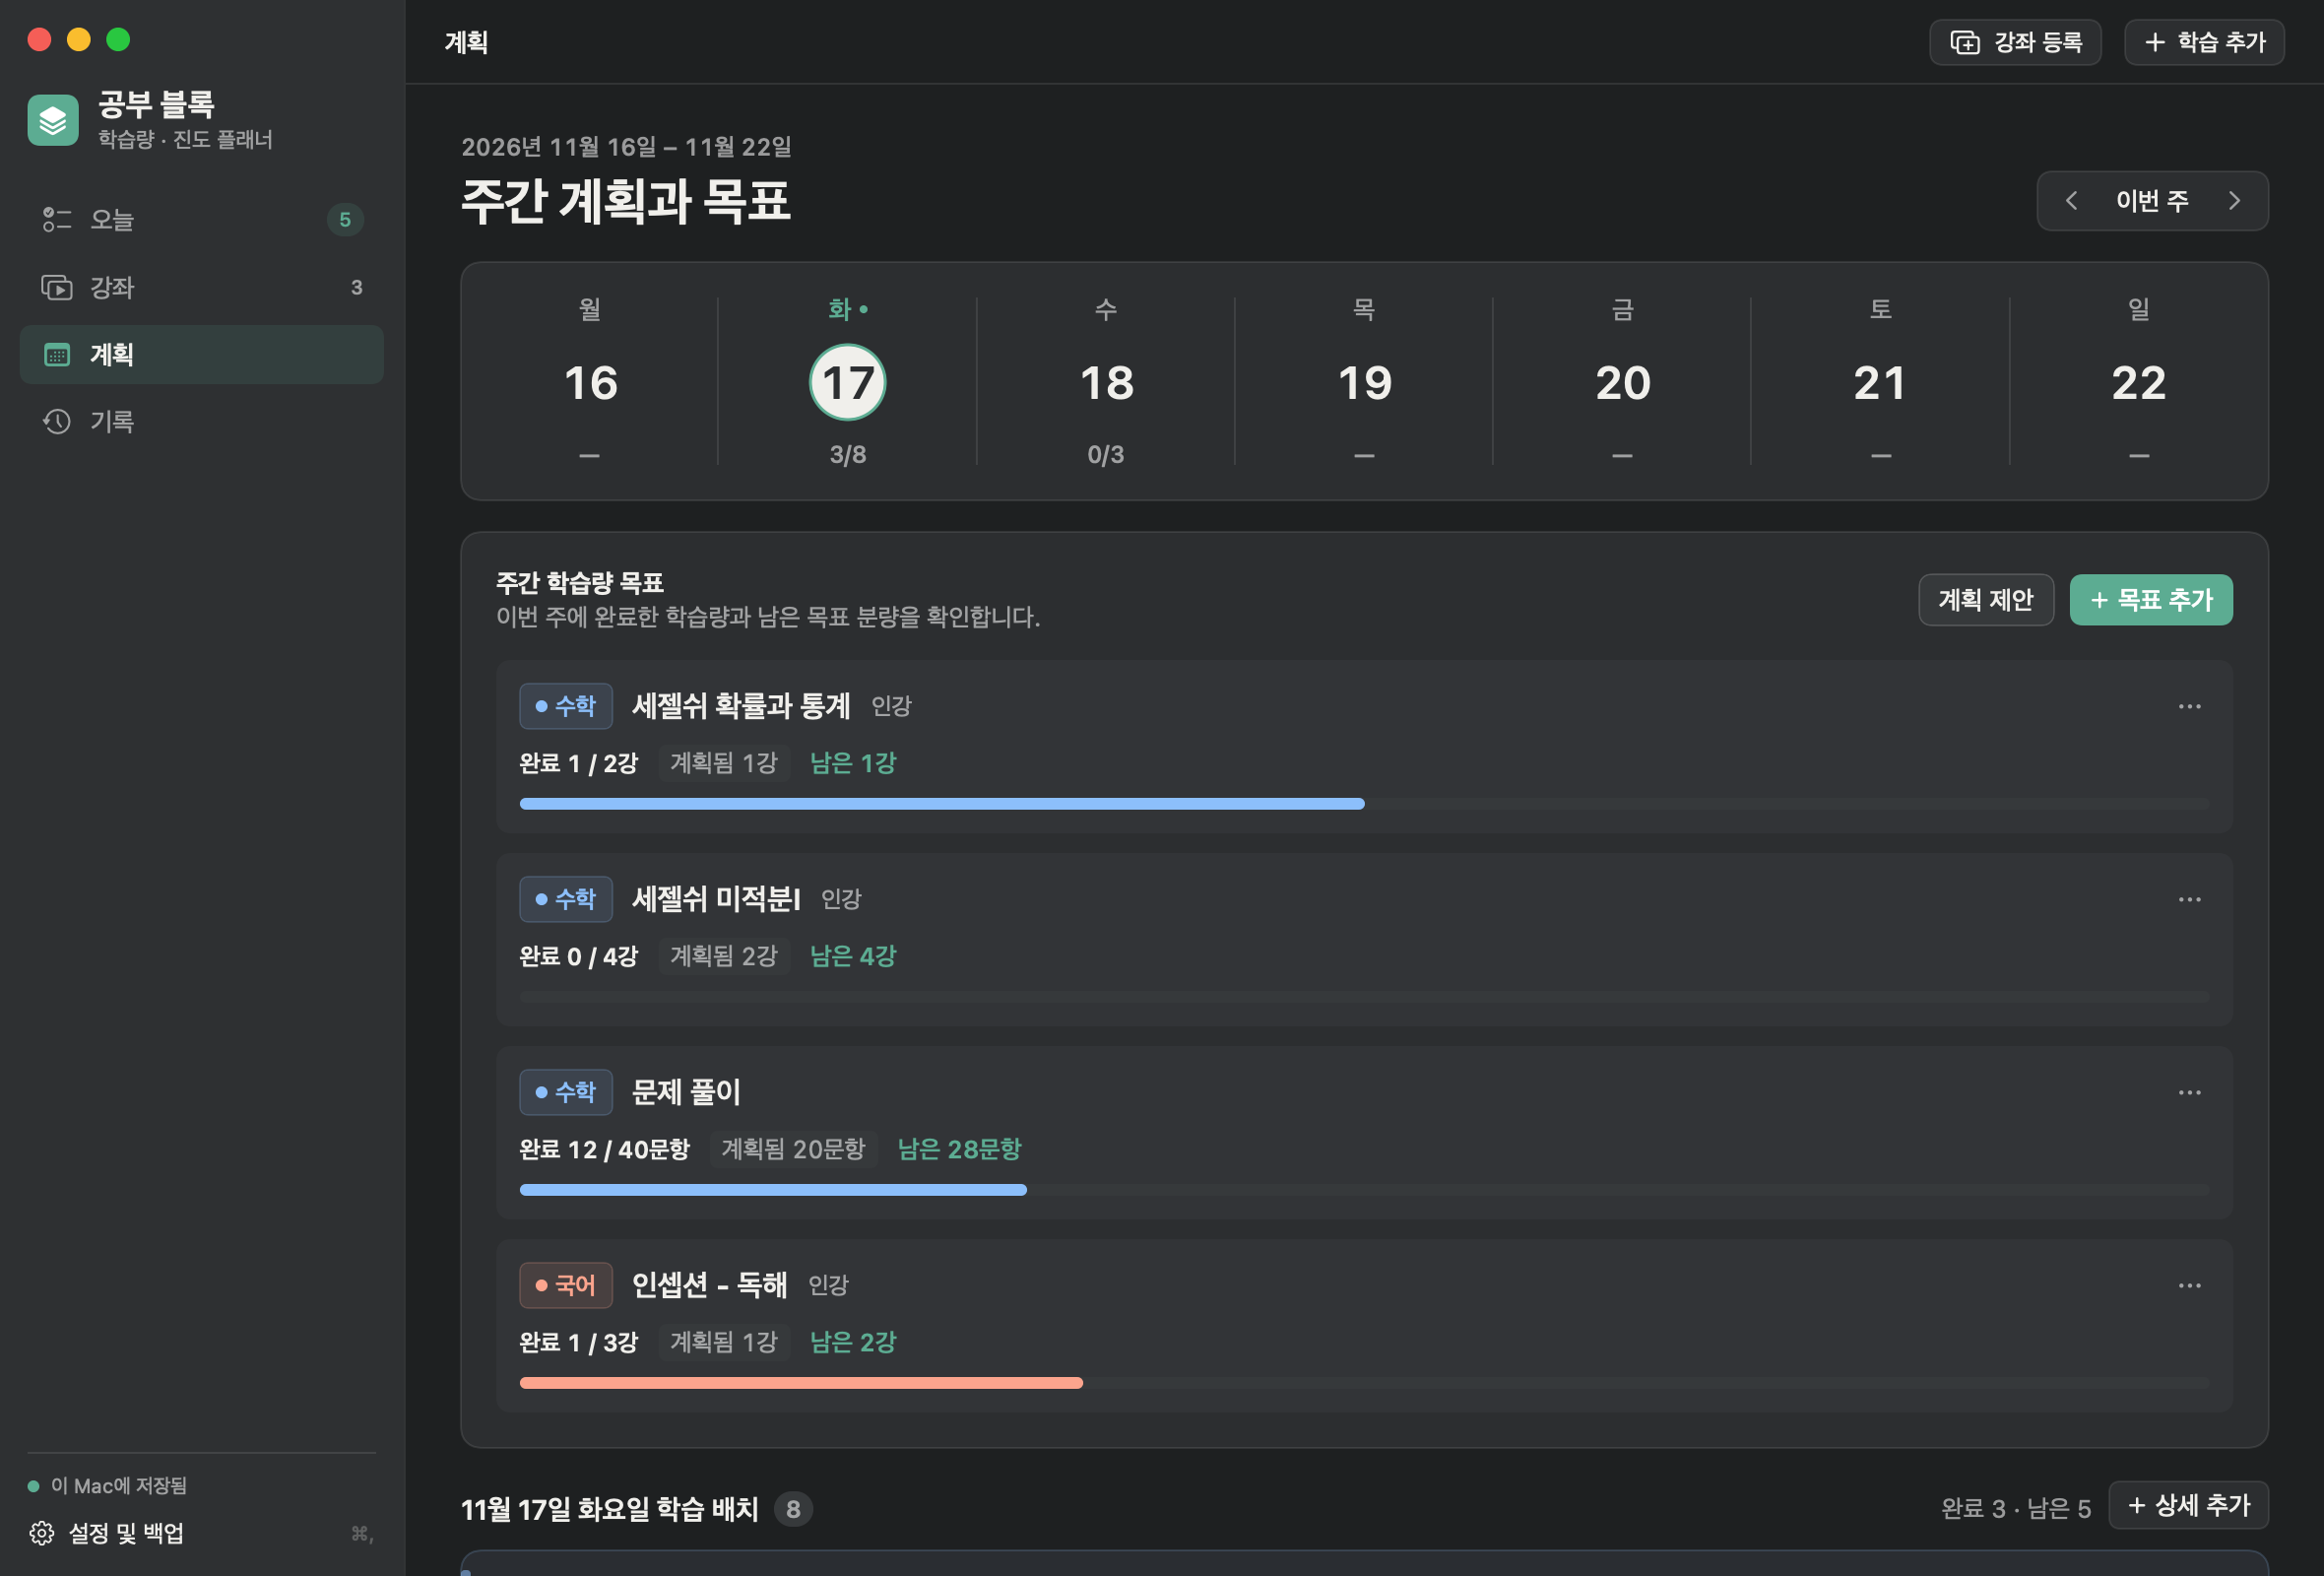 공부 블록
학습량 · 진도 플래너
오늘 5
강좌 3
계획
기록
이 Mac에 저장됨
설정 및 백업 ⌘,
계획
강좌 등록
+ 학습 추가
2026년 11월 16일 – 11월 22일
주간 계획과 목표
이번 주
월 화 • 수 목 금 토 일
16 17 18 19 20 21 22
— 3/8 0/3 — — — —
주간 학습량 목표
이번 주에 완료한 학습량과 남은 목표 분량을 확인합니다.
계획 제안
+ 목표 추가
수학 세젤쉬 확률과 통계 인강
완료 1 / 2강 계획됨 1강 남은 1강
수학 세젤쉬 미적분I 인강
완료 0 / 4강 계획됨 2강 남은 4강
수학 문제 풀이
완료 12 / 40문항 계획됨 20문항 남은 28문항
국어 인셉션 - 독해 인강
완료 1 / 3강 계획됨 1강 남은 2강
11월 17일 화요일 학습 배치 8
완료 3 · 남은 5
+ 상세 추가